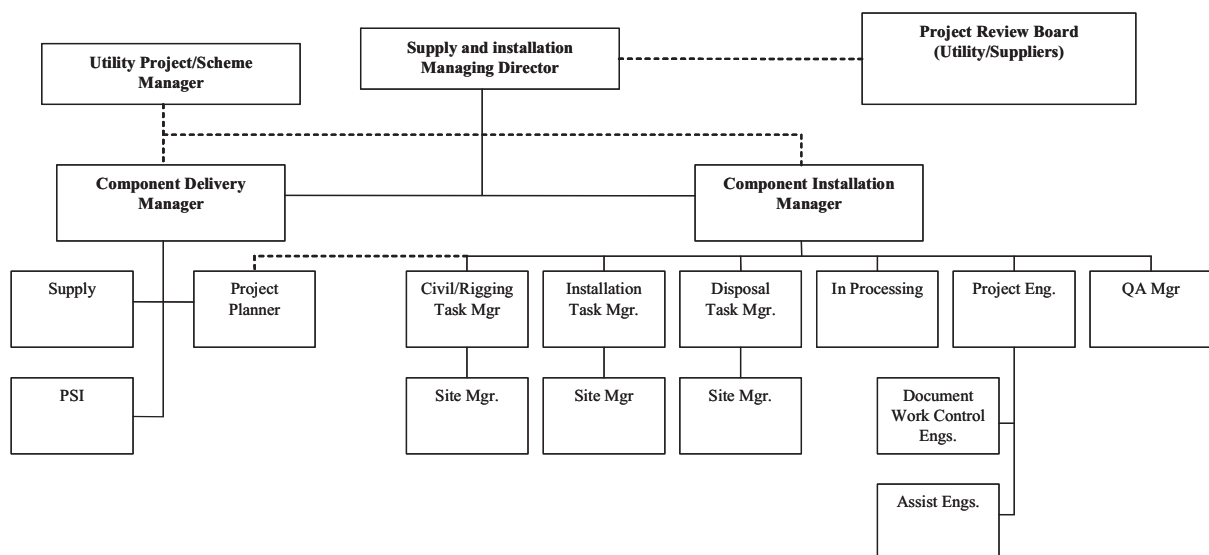 Utility Project/Scheme
Manager
Supply and installation
Managing Director
Project Review Board
(Utility/Suppliers)
Component Delivery
Manager
Component Installation
Manager
Supply
Project
Planner
Civil/Rigging
Task Mgr
Installation
Task Mgr.
Disposal
Task Mgr.
In Processing
Project Eng.
QA Mgr
PSI
Site Mgr.
Site Mgr
Site Mgr.
Document
Work Control
Engs.
Assist Engs.